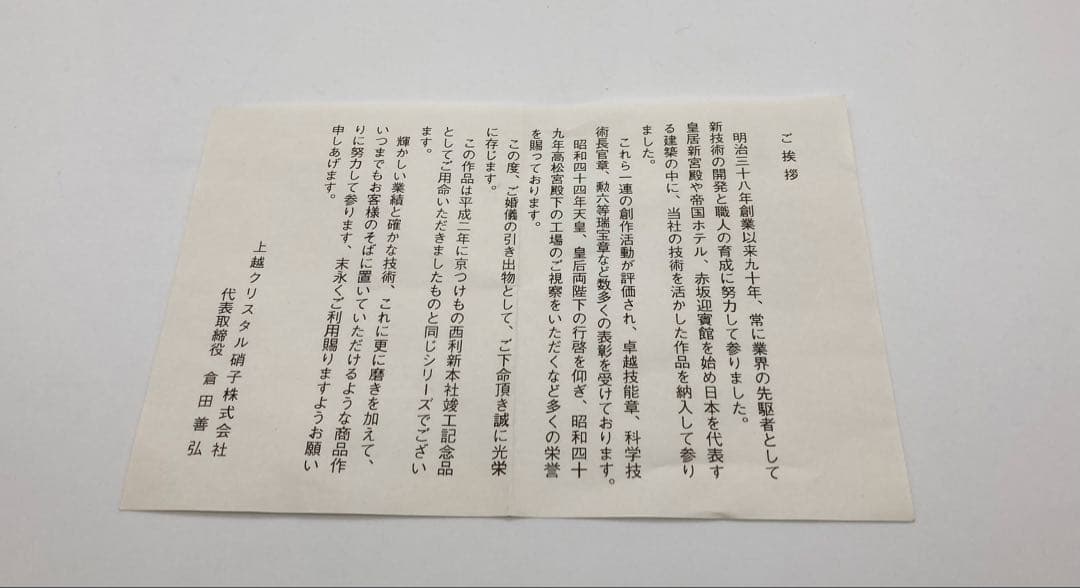 ご挨拶
明治三十八年創業以来九十年、常に業界の先駆者として
新技術の開発と職人の育成に努力して参りました。
皇居新宮殿や帝国ホテル、赤坂迎賓館を始め日本を代表す
る建築の中に、当社の技術を活かした作品を納入して参り
ました。
これら一連の創作活動が評価され、卓越技能章、科学技
術長官章、勲六等瑞宝章など数多くの表彰を受けております。
昭和四十四年天皇、皇后両陛下の行啓を仰ぎ、昭和四十
九年高松宮殿下の工場のご視察をいただくなど多くの栄誉
を賜っております。
この度、ご婚儀の引き出物として、ご下命頂き誠に光栄
に存じます。
この作品は平成二年に京つけもの西利新本社竣工記念品
としてご用命いただきましたものと同じシリーズでござい
ます。
輝かしい業績と確かな技術、これに更に磨きを加えて、
いつまでもお客様のそばに置いていただけるような商品作
りに努力して参ります、末永くご利用賜りますようお願い
申しあげます。
上越クリスタル硝子株式会社
代表取締役 倉田善弘